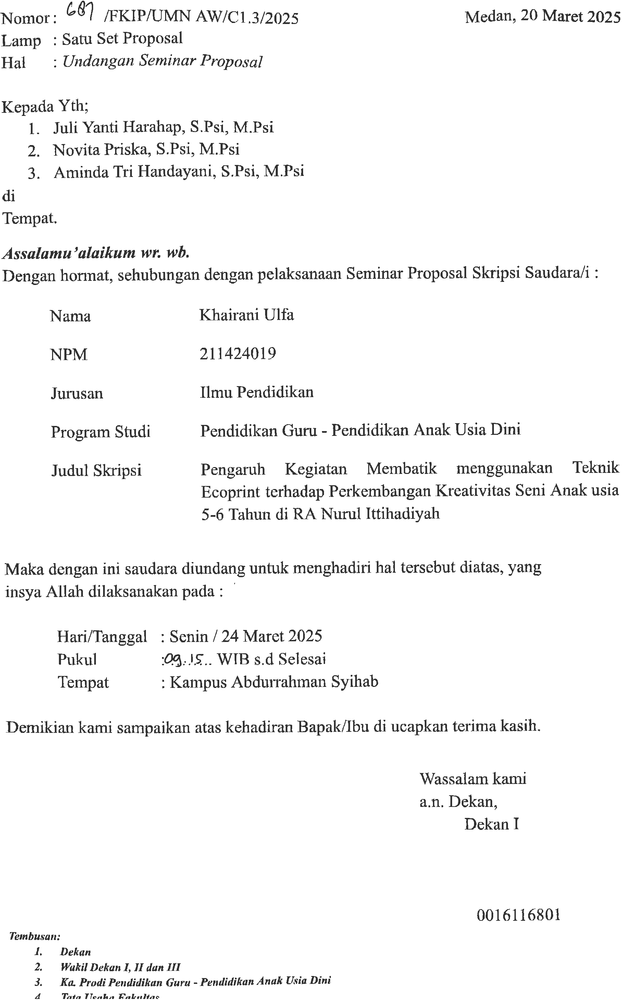 Nomor : 687 /FKIP/UMN AW/C1.3/2025 Medan, 20 Maret 2025
Lamp : Satu Set Proposal
Hal : Undangan Seminar Proposal
Kepada Yth;
1. Juli Yanti Harahap, S.Psi, M.Psi
2. Novita Priska, S.Psi, M.Psi
3. Aminda Tri Handayani, S.Psi, M.Psi
di
Tempat.
Assalamu'alaikum wr. wb.
Dengan hormat, sehubungan dengan pelaksanaan Seminar Proposal Skripsi Saudara/i :
Nama Khairani Ulfa
NPM 211424019
Jurusan Ilmu Pendidikan
Program Studi Pendidikan Guru - Pendidikan Anak Usia Dini
Judul Skripsi Pengaruh Kegiatan Membatik menggunakan Teknik
Ecoprint terhadap Perkembangan Kreativitas Seni Anak usia
5-6 Tahun di RA Nurul Ittihadiyah
Maka dengan ini saudara diundang untuk menghadiri hal tersebut diatas, yang
insya Allah dilaksanakan pada :
Hari/Tanggal : Senin / 24 Maret 2025
Pukul :09.15.. WIB s.d Selesai
Tempat : Kampus Abdurrahman Syihab
Demikian kami sampaikan atas kehadiran Bapak/Ibu di ucapkan terima kasih.
Wassalam kami
a.n. Dekan,
Dekan I
0016116801
Tembusan:
1. Dekan
2. Wakil Dekan I, II dan III
3. Ka. Prodi Pendidikan Guru - Pendidikan Anak Usia Dini
4 Tata Usaha Fakultas